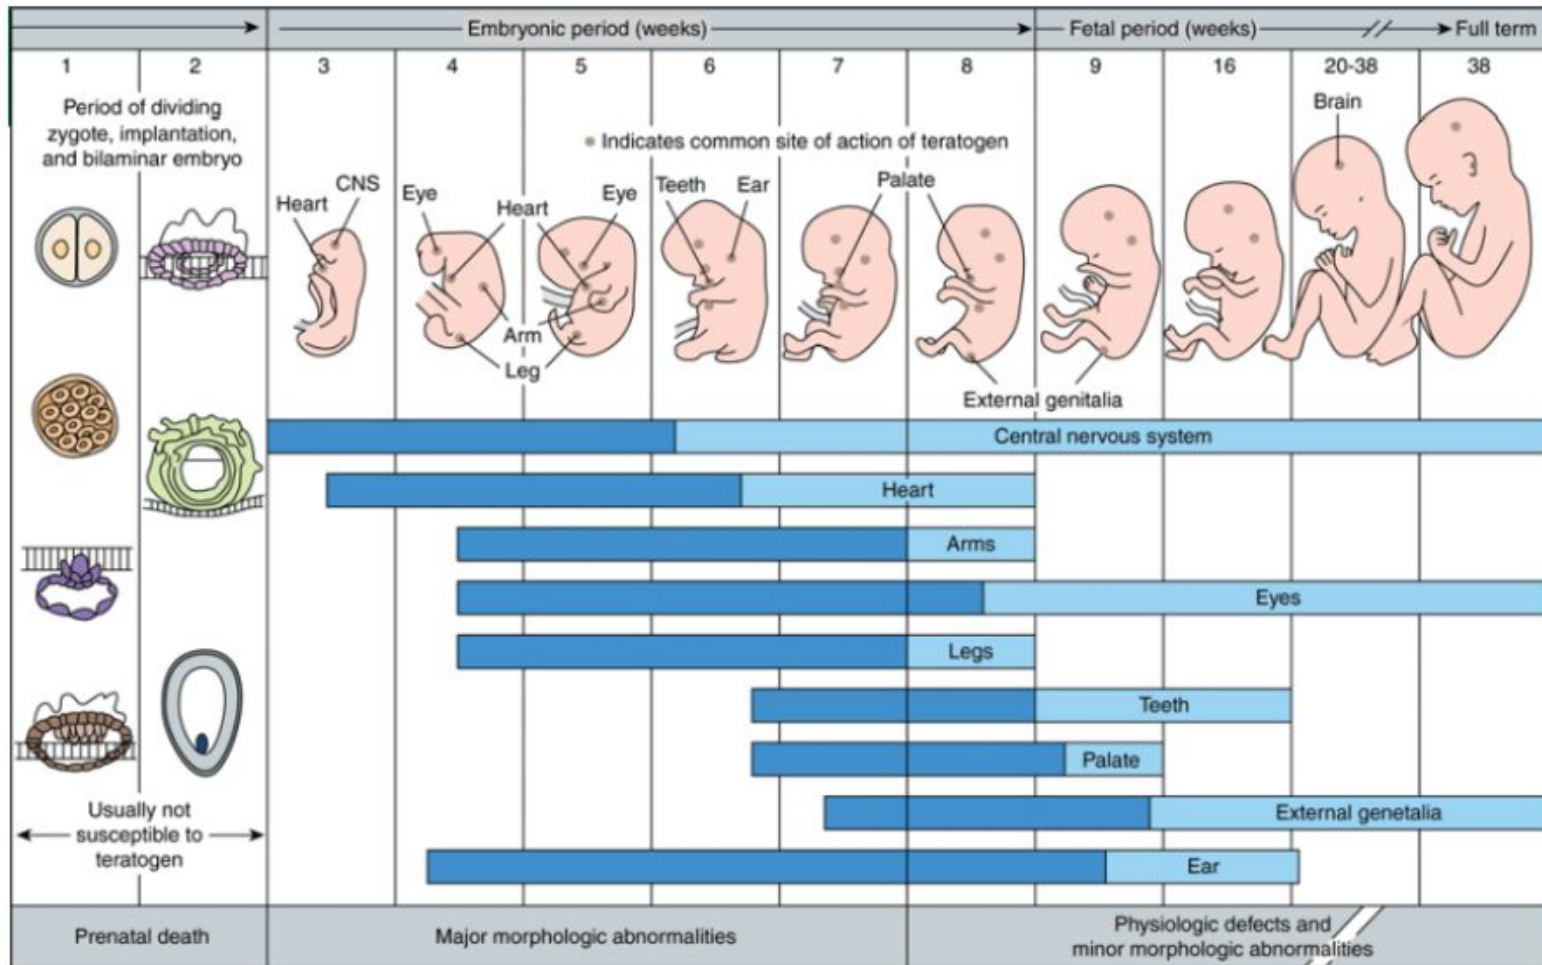 Embryonic period (weeks)
Fetal period (weeks)
Full term
1
2
3
4
5
6
7
8
9
16
20-38
38
Period of dividing
zygote, implantation,
and bilaminar embryo
Indicates common site of action of teratogen
Brain
Heart
CNS
Eye
Heart
Eye
Teeth
Ear
Palate
Arm
Leg
External genitalia
Central nervous system
Heart
Arms
Eyes
Legs
Teeth
Palate
External genetalia
Ear
Usually not
susceptible to
teratogen
Prenatal death
Major morphologic abnormalities
Physiologic defects and
minor morphologic abnormalities